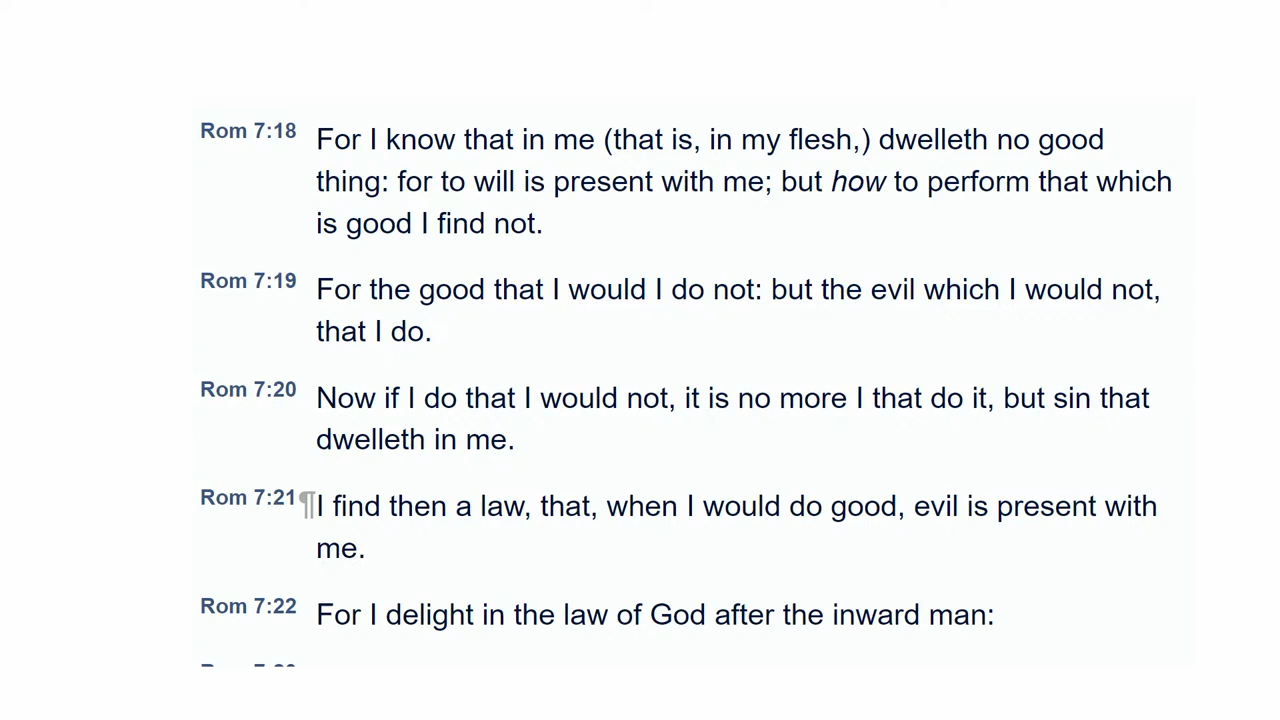 Rom 7:18 For I know that in me (that is, in my flesh,) dwelleth no good
thing: for to will is present with me; but how to perform that which
is good I find not.
Rom 7:19 For the good that I would I do not: but the evil which I would not,
that I do.
Rom 7:20 Now if I do that I would not, it is no more I that do it, but sin that
dwelleth in me.
Rom 7:21 ¶I find then a law, that, when I would do good, evil is present with
me.
Rom 7:22 For I delight in the law of God after the inward man: